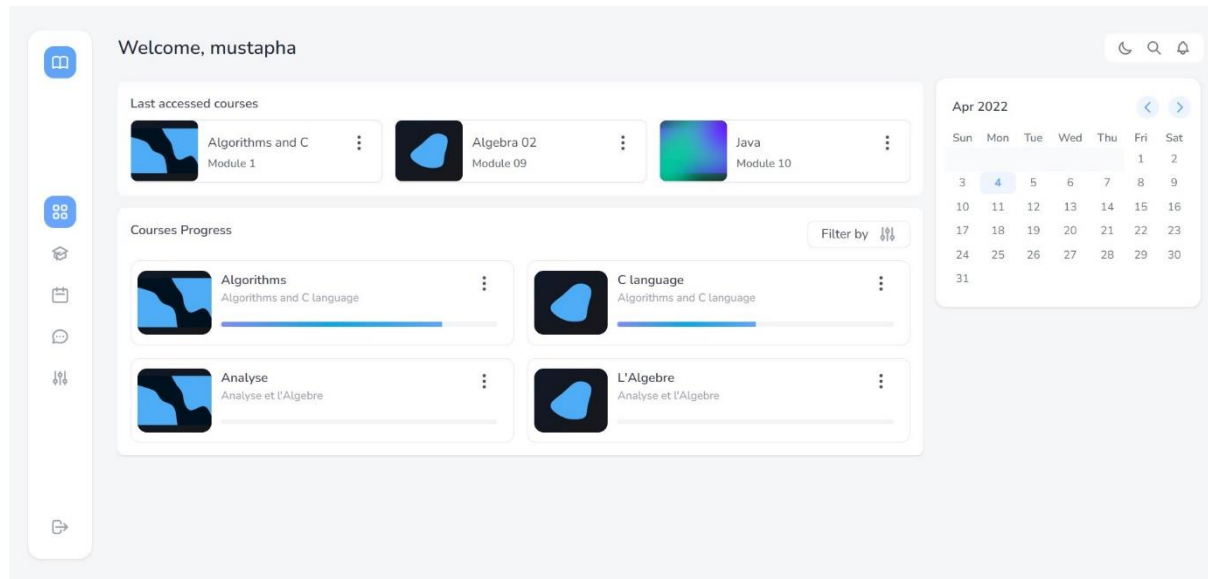 Welcome, mustapha
Last accessed courses
Algorithms and C
Module 1
Algebra 02
Module 09
Java
Module 10
Courses Progress
Filter by
Algorithms
Algorithms and C language
C language
Algorithms and C language
Analyse
Analyse et l'Algebre
L'Algebre
Analyse et l'Algebre
Apr 2022
Sun Mon Tue Wed Thu Fri Sat
1 2
3 4 5 6 7 8 9
10 11 12 13 14 15 16
17 18 19 20 21 22 23
24 25 26 27 28 29 30
31